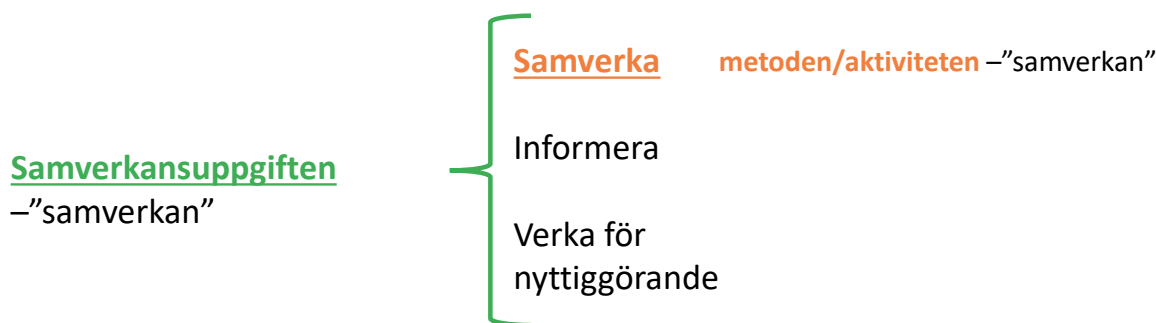 Samverka metoden/aktiviteten –”samverkan”
Informera
Samverkansuppgiften
–”samverkan”
Verka för
nyttiggörande